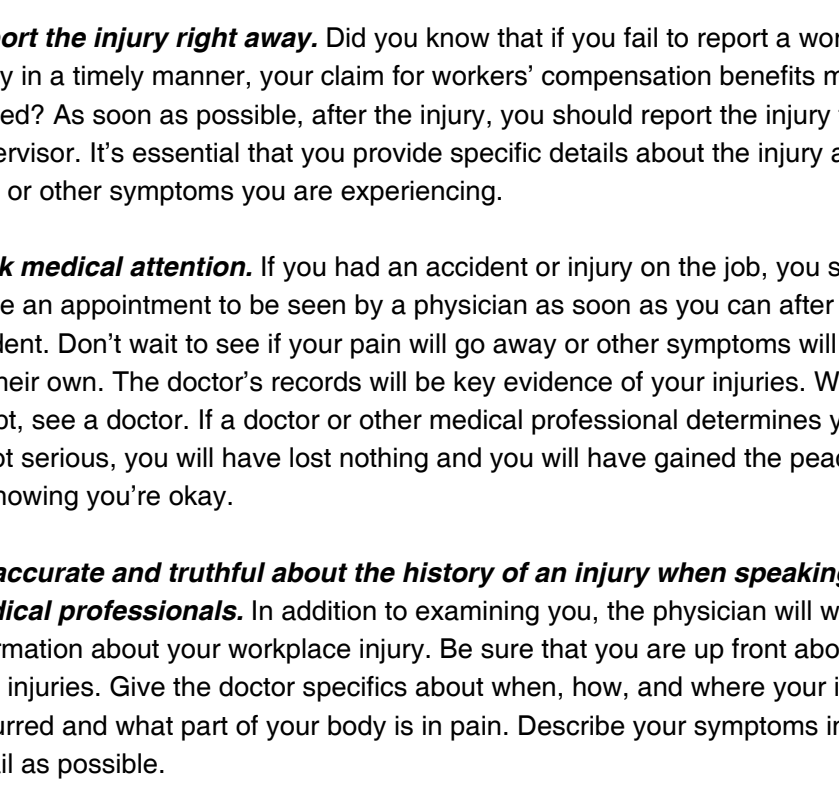 ort the injury right away. Did you know that if you fail to report a wor
y in a timely manner, your claim for workers’ compensation benefits m
ed? As soon as possible, after the injury, you should report the injury
ervisor. It’s essential that you provide specific details about the injury a
or other symptoms you are experiencing.
k medical attention. If you had an accident or injury on the job, you s
e an appointment to be seen by a physician as soon as you can after
dent. Don’t wait to see if your pain will go away or other symptoms will
heir own. The doctor’s records will be key evidence of your injuries. W
bt, see a doctor. If a doctor or other medical professional determines y
ot serious, you will have lost nothing and you will have gained the peac
nowing you’re okay.
accurate and truthful about the history of an injury when speaking
dical professionals. In addition to examining you, the physician will w
rmation about your workplace injury. Be sure that you are up front abo
injuries. Give the doctor specifics about when, how, and where your i
urred and what part of your body is in pain. Describe your symptoms in
il as possible.